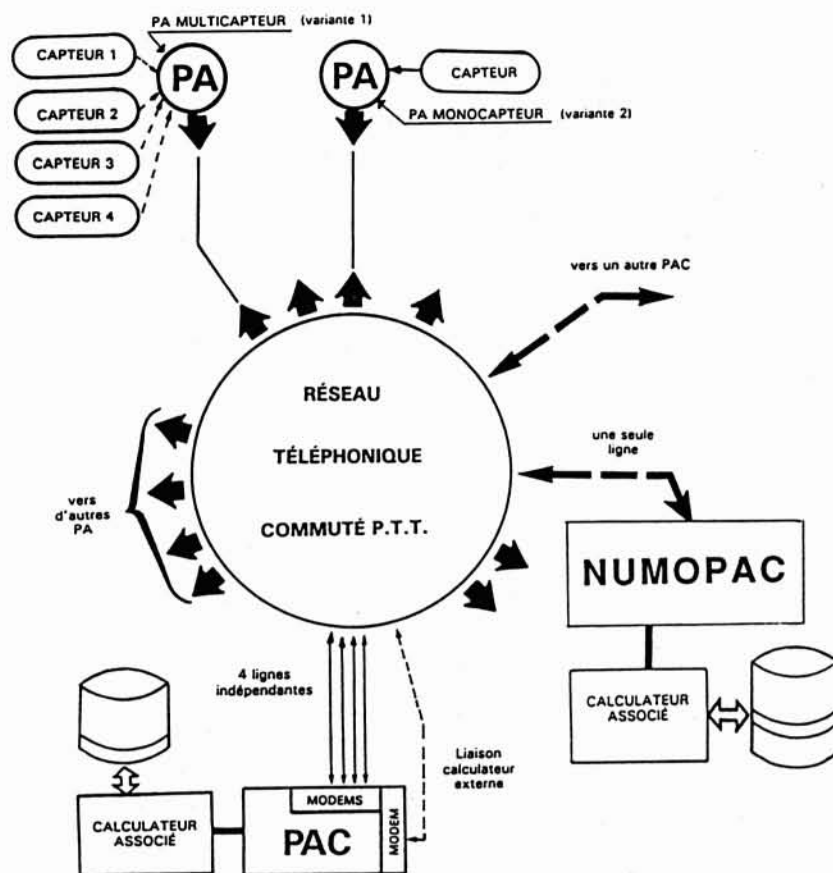 PA MULTICAPTEUR (variante 1)
CAPTEUR 1
PA
PA
CAPTEUR
CAPTEUR 2
PA MONOCAPTEUR (variante 2)
CAPTEUR 3
CAPTEUR 4
vers un autre PAC
RÉSEAU
TÉLÉPHONIQUE
COMMUTÉ P.T.T.
une seule
ligne
vers
d'autres
PA
NUMOPAC
4 lignes
indépendantes
CALCULATEUR
ASSOCIÉ
Liaison
calculateur
externe
MODEMS
MODEM
PAC
CALCULATEUR
ASSOCIÉ